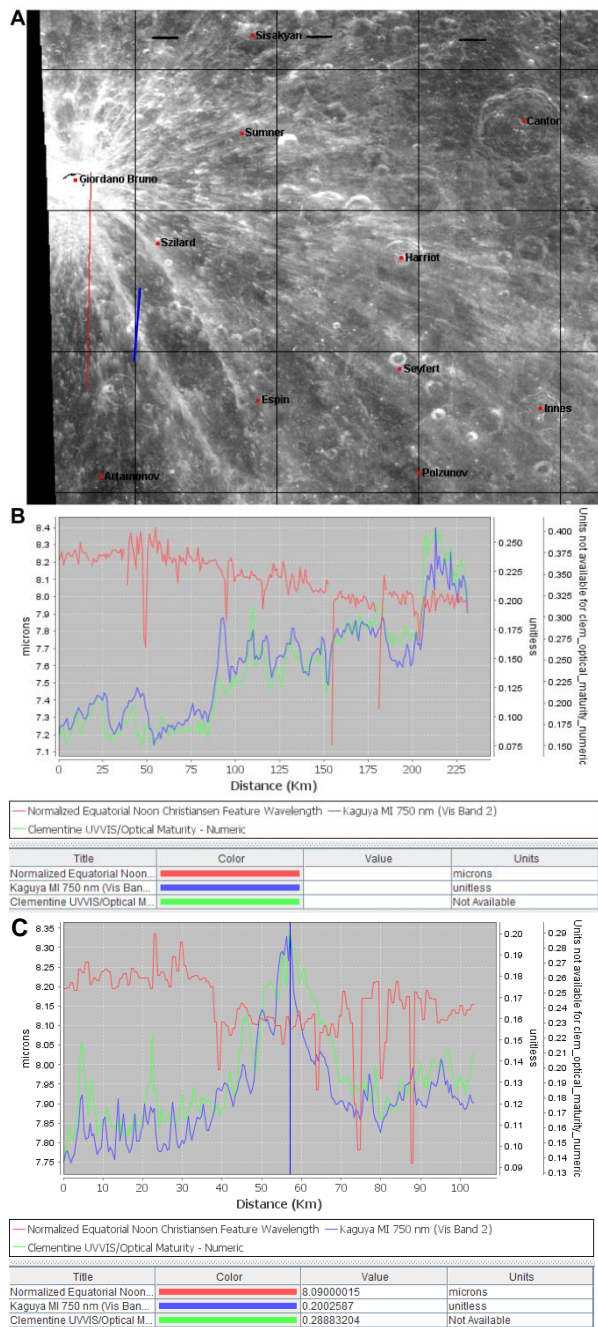 A
Sisakyan
Cantor
Sumner
Giordano Bruno
Szilard
Harriot
Seyfert
Espin
Innes
Artamonov
Polzunov
B
8.4
8.3
8.2
8.1
8.0
7.9
7.8
7.7
7.6
7.5
7.4
7.3
7.2
7.1
microns
0 25 50 75 100 125 150 175 200 225
Distance (Km)
0.250
0.225
0.200
0.175
0.150
0.125
0.100
0.075
unitless
0.400
0.375
0.350
0.325
0.300
0.275
0.250
0.225
0.200
0.175
0.150
Units not available for clem_optical_maturity_numeric
Normalized Equatorial Noon Christiansen Feature Wavelength Kaguya MI 750 nm (Vis Band 2)
Clementine UVVIS/Optical Maturity - Numeric
Title Color Value Units
Normalized Equatorial Noon... microns
Kaguya MI 750 nm (Vis Ban... unitless
Clementine UVVIS/Optical M... Not Available
C
8.35
8.30
8.25
8.20
8.15
8.10
8.05
8.00
7.95
7.90
7.85
7.80
7.75
microns
0 10 20 30 40 50 60 70 80 90 100
Distance (Km)
0.20
0.19
0.18
0.17
0.16
0.15
0.14
0.13
0.12
0.11
0.10
0.09
unitless
0.29
0.28
0.27
0.26
0.25
0.24
0.23
0.22
0.21
0.20
0.19
0.18
0.17
0.16
0.15
0.14
0.13
Units not available for clem_optical_maturity_numeric
Normalized Equatorial Noon Christiansen Feature Wavelength Kaguya MI 750 nm (Vis Band 2)
Clementine UVVIS/Optical Maturity - Numeric
Title Color Value Units
Normalized Equatorial Noon... 8.09000015 microns
Kaguya MI 750 nm (Vis Ban... 0.2002587 unitless
Clementine UVVIS/Optical M... 0.28883204 Not Available